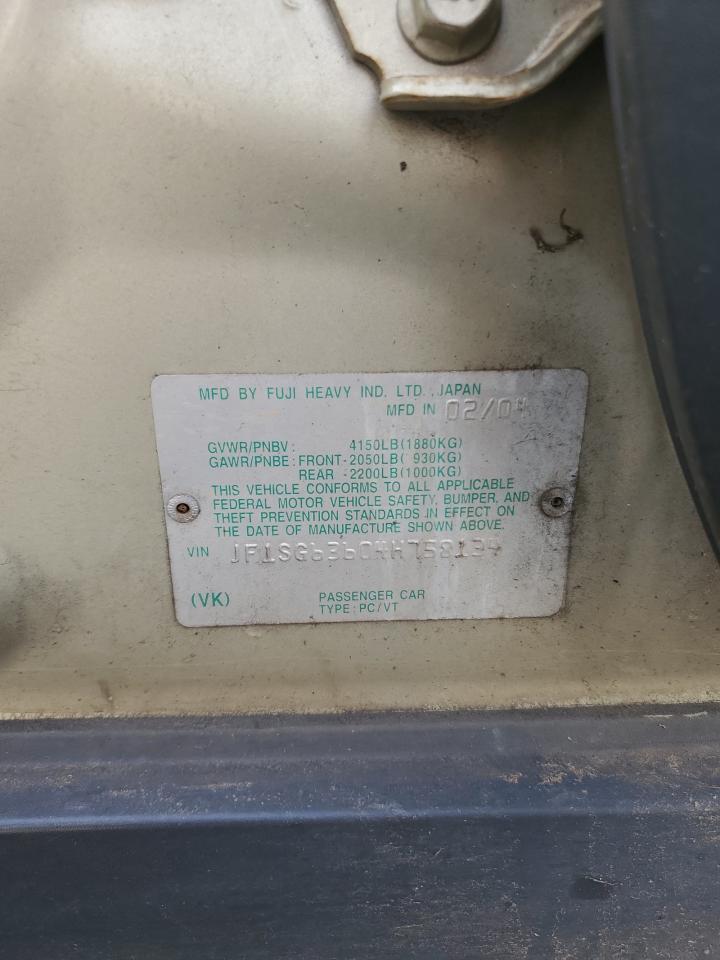 MFD BY FUJI HEAVY IND. LTD., JAPAN
MFD IN 02/04
GVWR/PNBV : 4150LB(1880KG)
GAWR/PNBE : FRONT-2050LB( 930KG)
REAR -2200LB(1000KG)
THIS VEHICLE CONFORMS TO ALL APPLICABLE
FEDERAL MOTOR VEHICLE SAFETY, BUMPER, AND
THEFT PREVENTION STANDARDS IN EFFECT ON
THE DATE OF MANUFACTURE SHOWN ABOVE.
VIN JF1SG63604H758134
(VK) PASSENGER CAR
TYPE : PC/VT